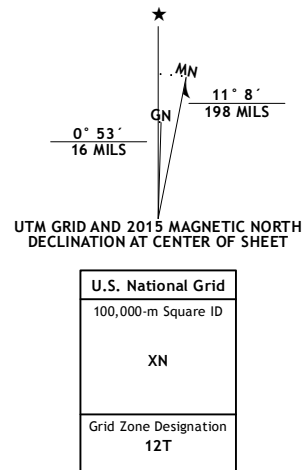 ★
MN
GN
11° 8´
198 MILS
0° 53´
16 MILS
UTM GRID AND 2015 MAGNETIC NORTH
DECLINATION AT CENTER OF SHEET
U.S. National Grid
100,000-m Square ID
XN
Grid Zone Designation
12T